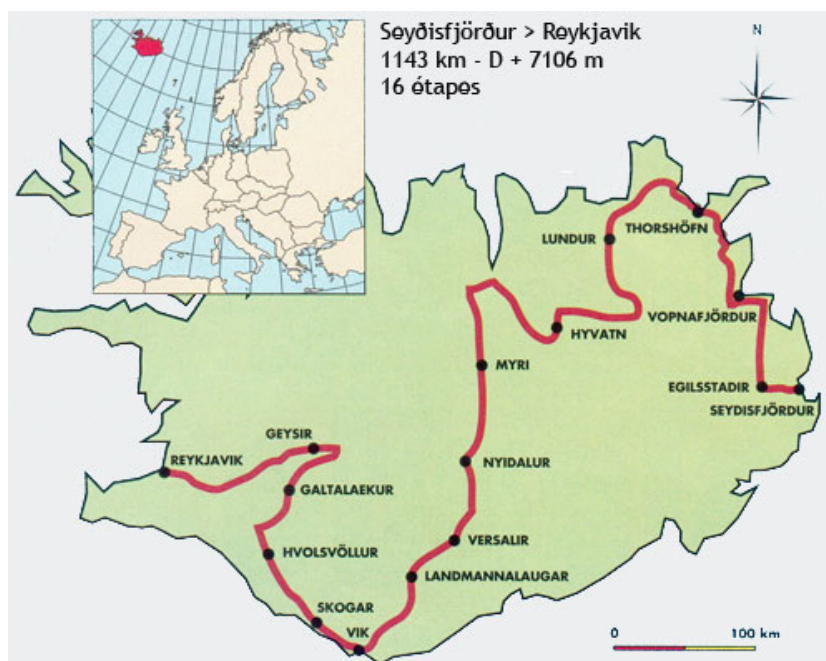 Seyðisfjörður > Reykjavik
1143 km - D + 7106 m
16 étapes
N
THORSHÖFN
LUNDUR
VOPNAFJÖRDUR
HYVATN
MYRI
EGILSSTADIR
SEYDISFJÖRDUR
GEYSIR
REYKJAVIK
NYIDALUR
GALTALAEKUR
VERSALIR
HVOLSVÖLLUR
LANDMANNALAUGAR
SKOGAR
VIK
0 100 km